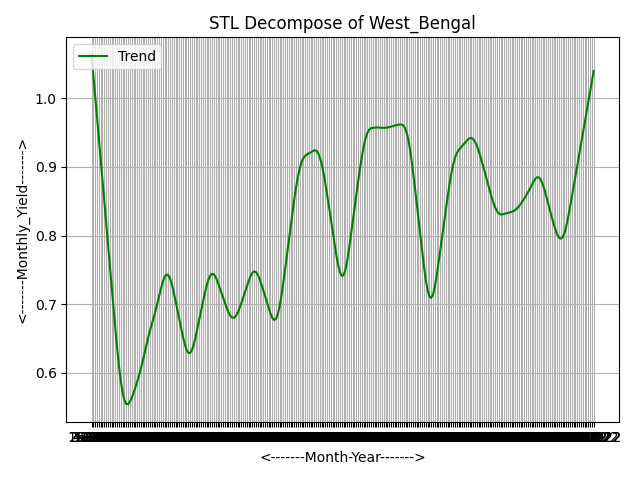 STL Decompose of West_Bengal
Trend
1.0
0.9
0.8
0.7
0.6
<-------Monthly_Yield-------->
<-------Month-Year------->